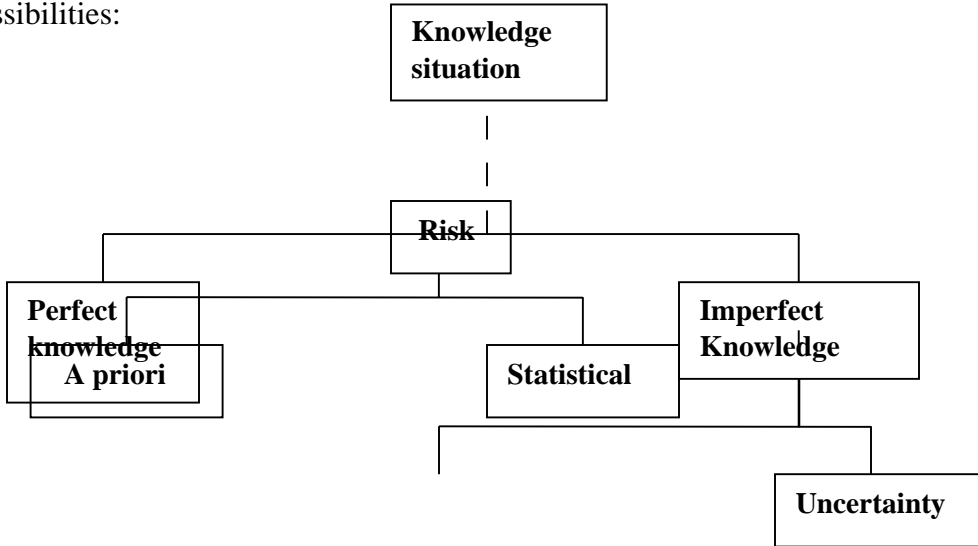 ssibilities:
Knowledge
situation
Risk
Perfect
knowledge
A priori
Statistical
Imperfect
Knowledge
Uncertainty